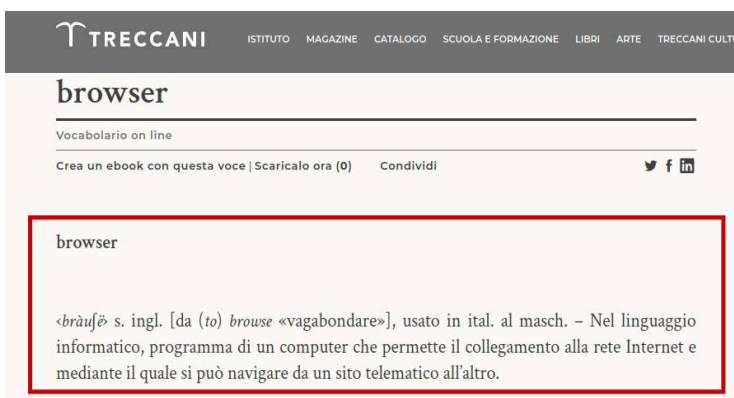 TRECCANI ISTITUTO MAGAZINE CATALOGO SCUOLA E FORMAZIONE LIBRI ARTE TRECCANI CULT
browser
Vocabolario on line
Crea un ebook con questa voce | Scaricalo ora (0) Condividi
browser
‹bràuʃë› s. ingl. [da (to) browse «vagabondare»], usato in ital. al masch. – Nel linguaggio
informatico, programma di un computer che permette il collegamento alla rete Internet e
mediante il quale si può navigare da un sito telematico all’altro.